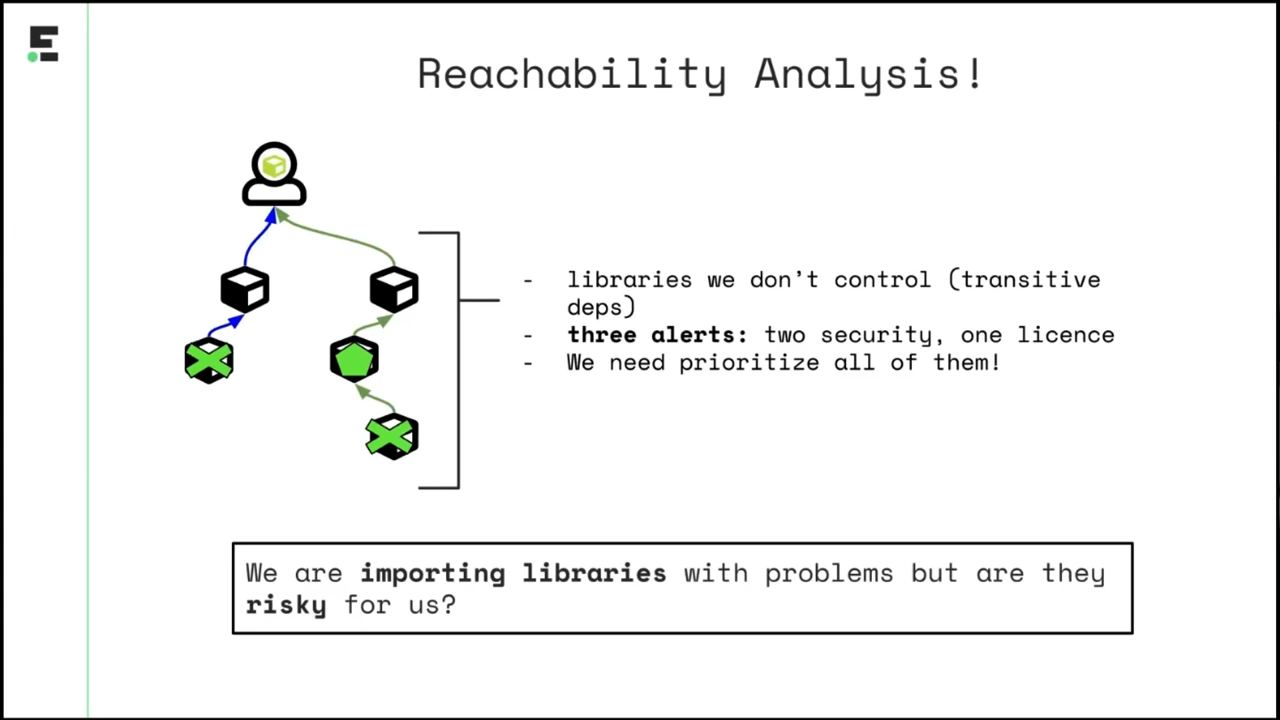 Reachability Analysis!
- libraries we don't control (transitive
deps)
- three alerts: two security, one licence
- We need prioritize all of them!
We are importing libraries with problems but are they
risky for us?